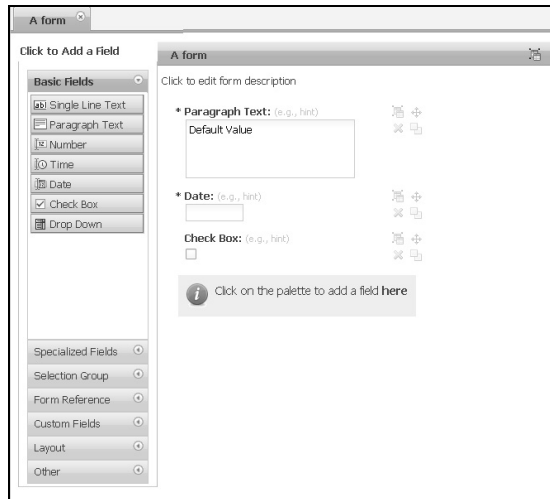 A form
Click to Add a Field
Basic Fields
Single Line Text
Paragraph Text
Number
Time
Date
Check Box
Drop Down
Specialized Fields
Selection Group
Form Reference
Custom Fields
Layout
Other
A form
Click to edit form description
* Paragraph Text: (e.g., hint)
Default Value
* Date: (e.g., hint)
Check Box: (e.g., hint)
Click on the palette to add a field here